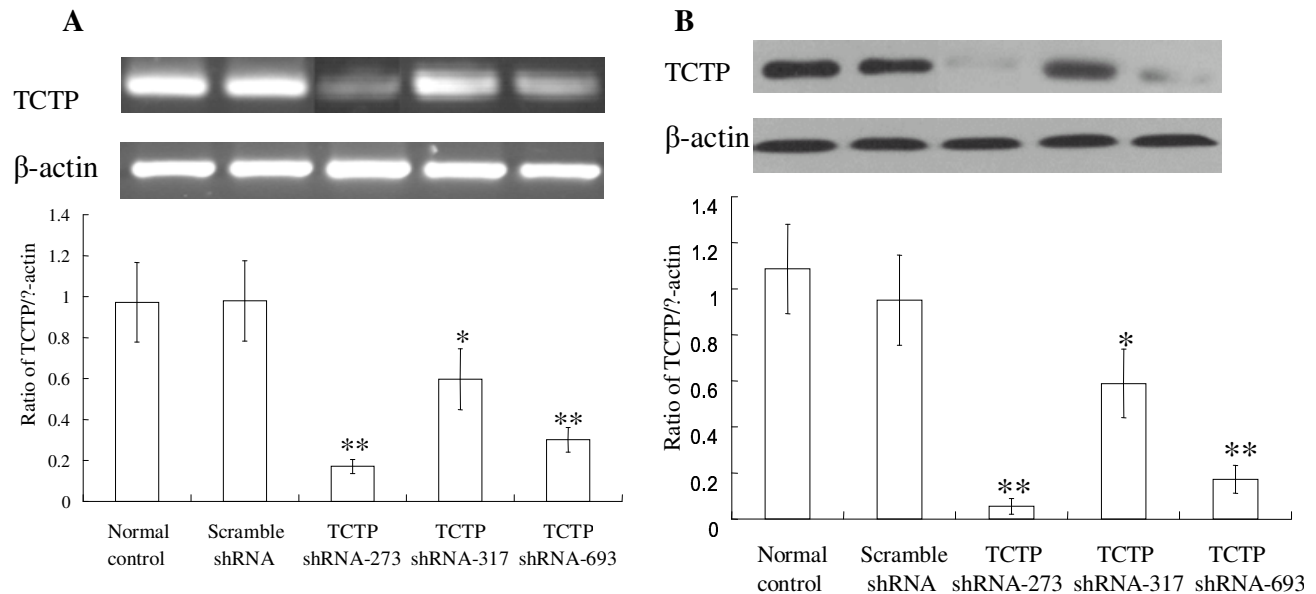 A
TCTP
β-actin
1.4
1.2
1
0.8
0.6
0.4
0.2
0
Ratio of TCTP/?-actin
*
**
**
Normal control
Scramble shRNA
TCTP shRNA-273
TCTP shRNA-317
TCTP shRNA-693
B
TCTP
β-actin
1.4
1.2
1
0.8
0.6
0.4
0.2
0
Ratio of TCTP/?-actin
*
**
**
Normal control
Scramble shRNA
TCTP shRNA-273
TCTP shRNA-317
TCTP shRNA-693